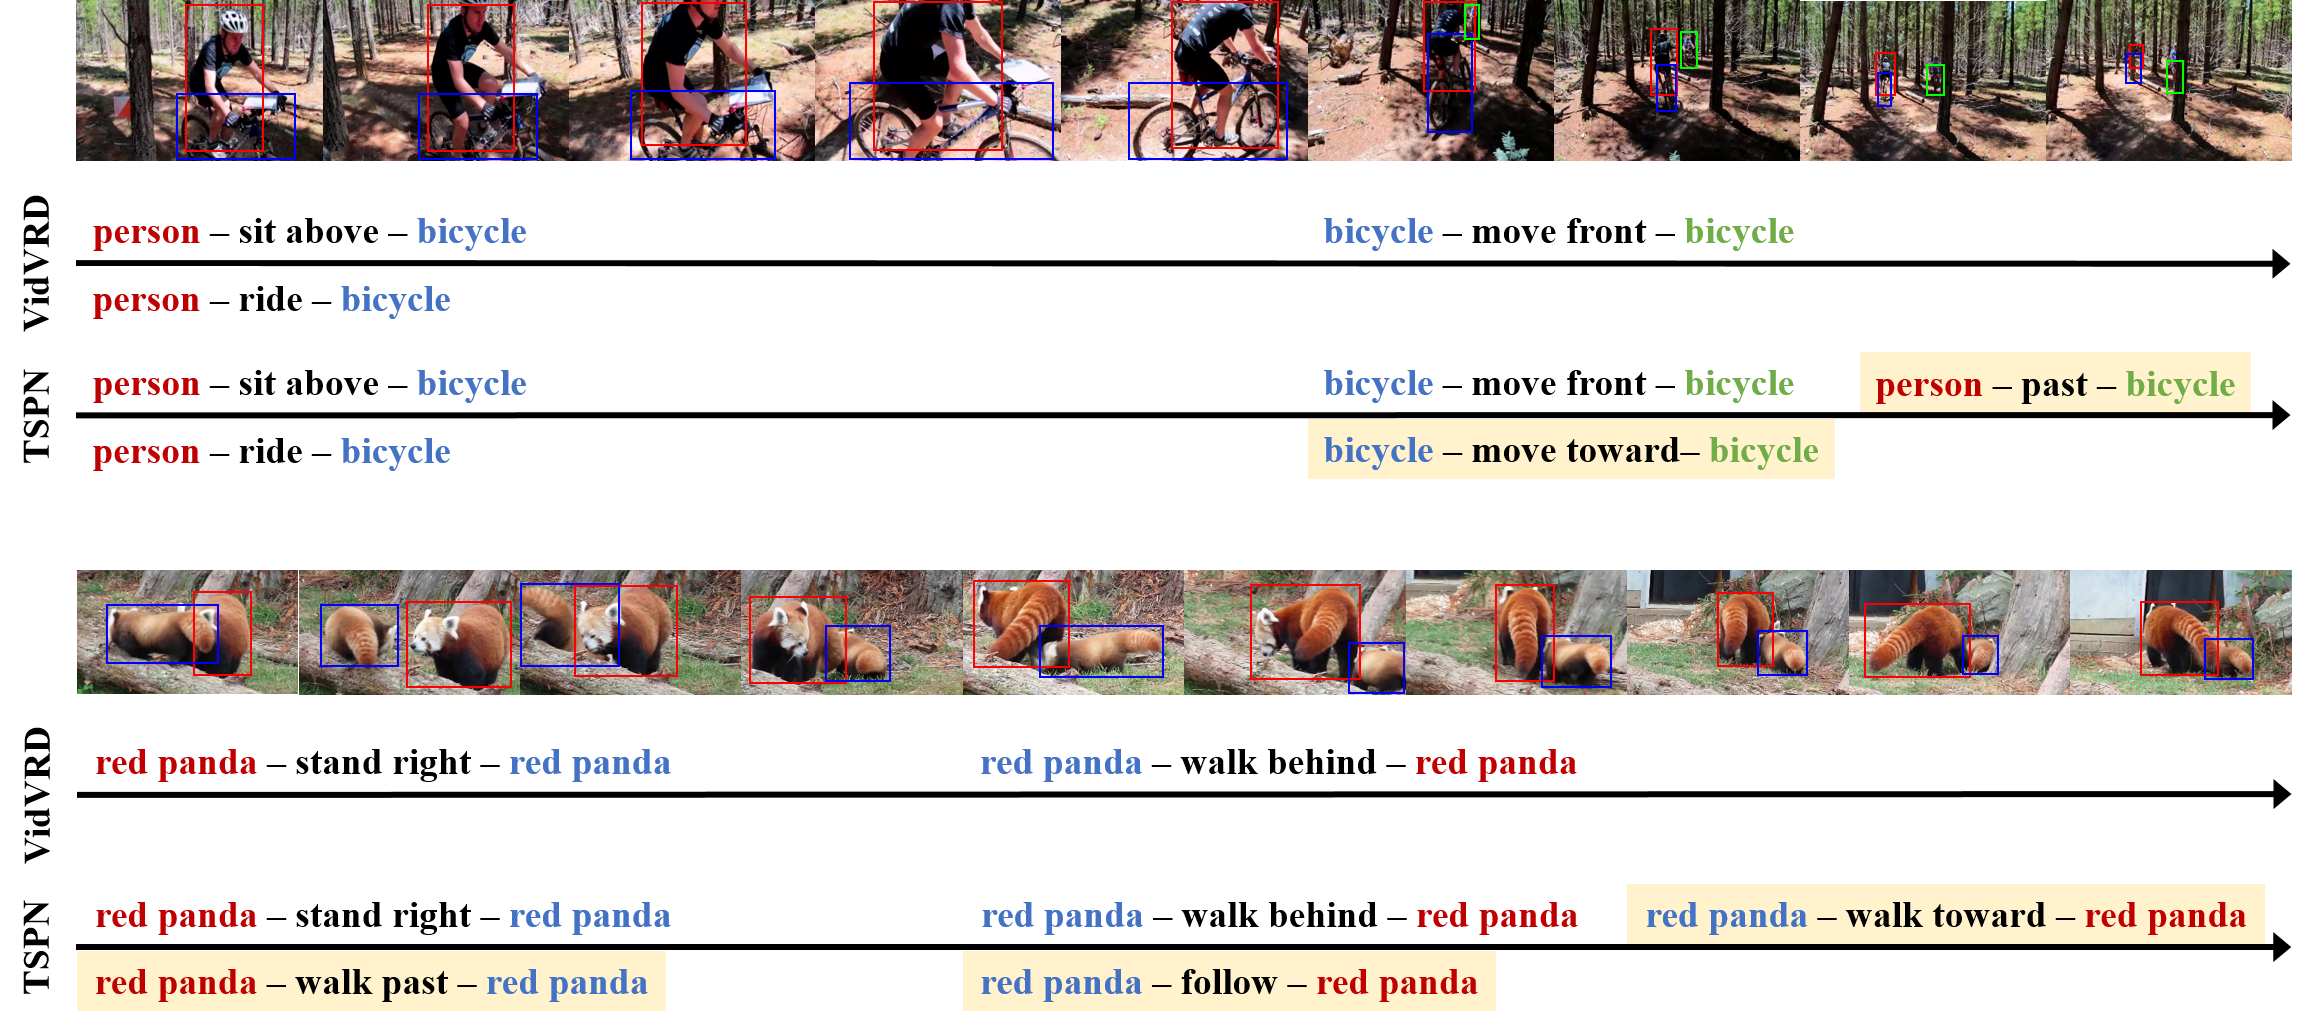 VidVRD
person – sit above – bicycle
bicycle – move front – bicycle
person – ride – bicycle
TSPN
person – sit above – bicycle
bicycle – move front – bicycle
person – past – bicycle
person – ride – bicycle
bicycle – move toward– bicycle
VidVRD
red panda – stand right – red panda
red panda – walk behind – red panda
TSPN
red panda – stand right – red panda
red panda – walk behind – red panda
red panda – walk toward – red panda
red panda – walk past – red panda
red panda – follow – red panda